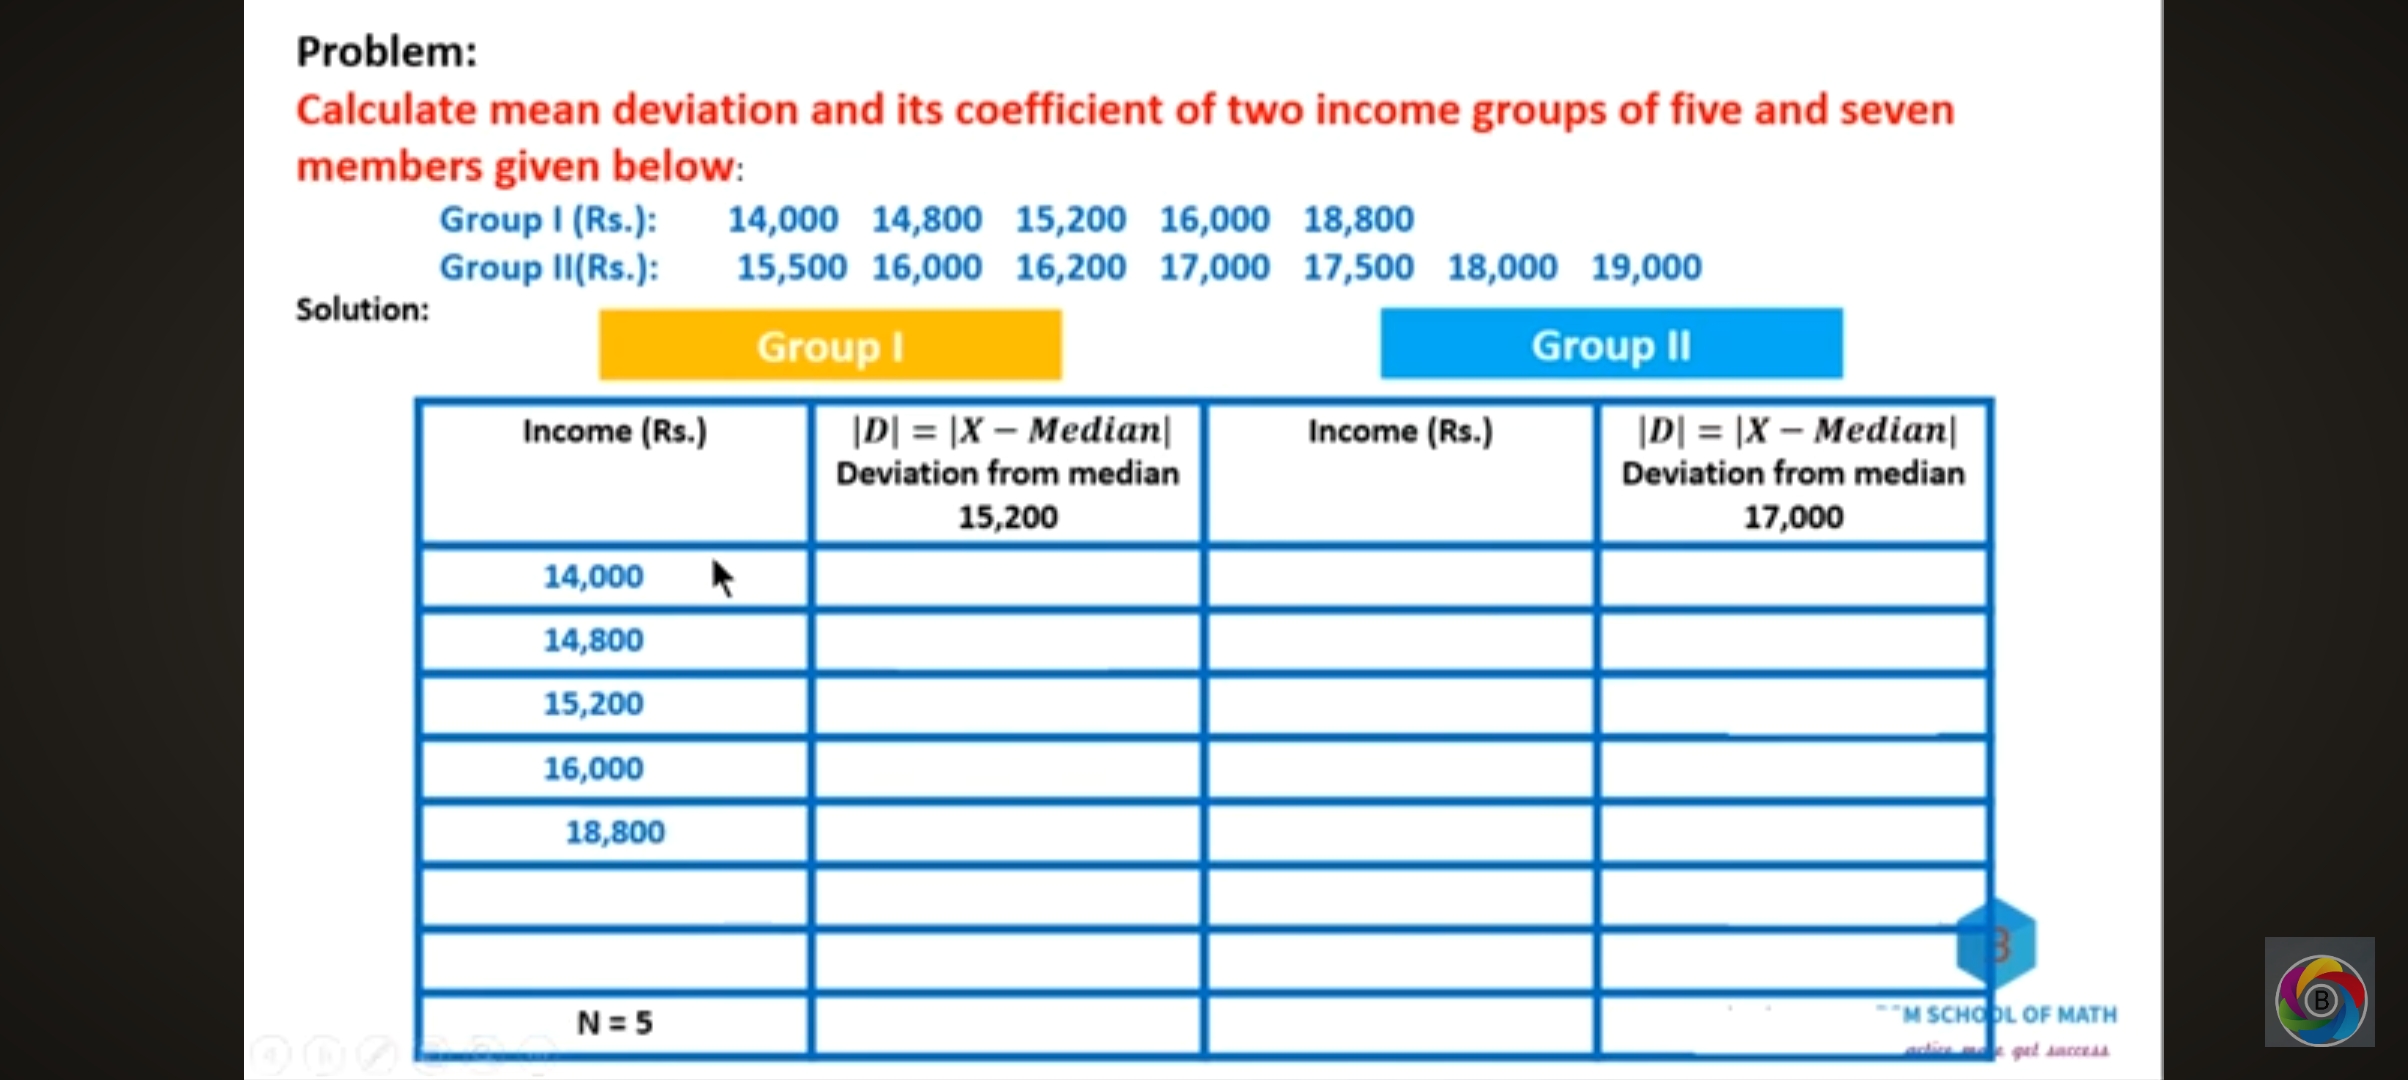 Problem:
Calculate mean deviation and its coefficient of two income groups of five and seven
members given below:
Group I (Rs.): 14,000 14,800 15,200 16,000 18,800
Group II(Rs.): 15,500 16,000 16,200 17,000 17,500 18,000 19,000
Solution:
Group I Group II
Income (Rs.) |D| = |X − Median| Income (Rs.) |D| = |X − Median|
Deviation from median Deviation from median
15,200 17,000
14,000
14,800
15,200
16,000
18,800
N = 5
SCHOOL OF MATH
get success
B